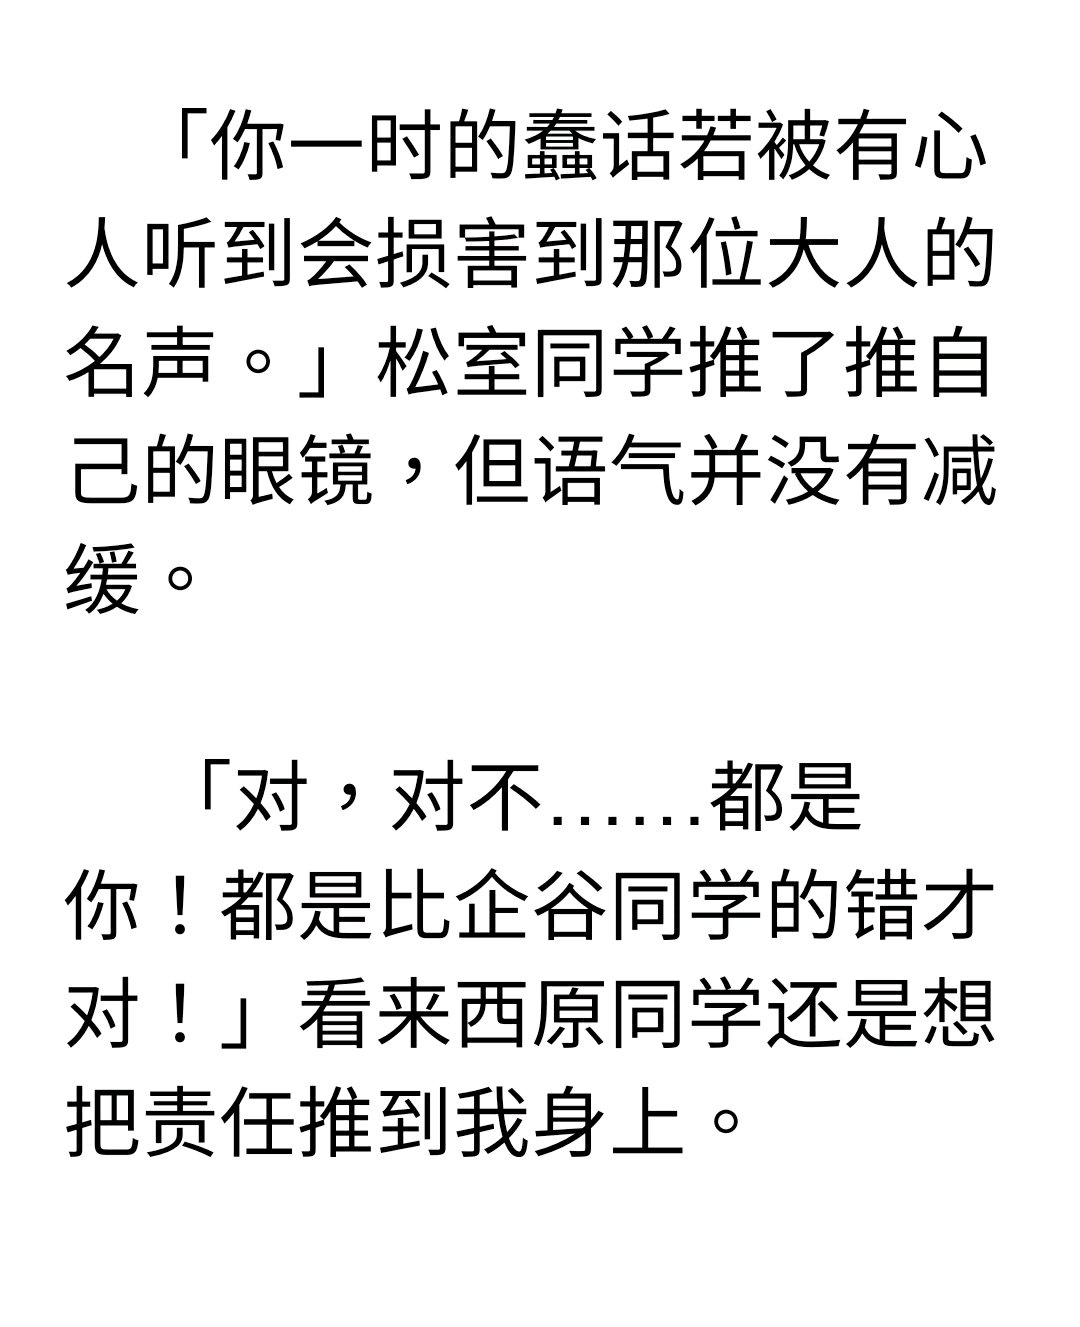 「你一时的蠢话若被有心
人听到会损害到那位大人的
名声。」松室同学推了推自
己的眼镜，但语气并没有减
缓。
「对，对不……都是
你！都是比企谷同学的错才
对！」看来西原同学还是想
把责任推到我身上。